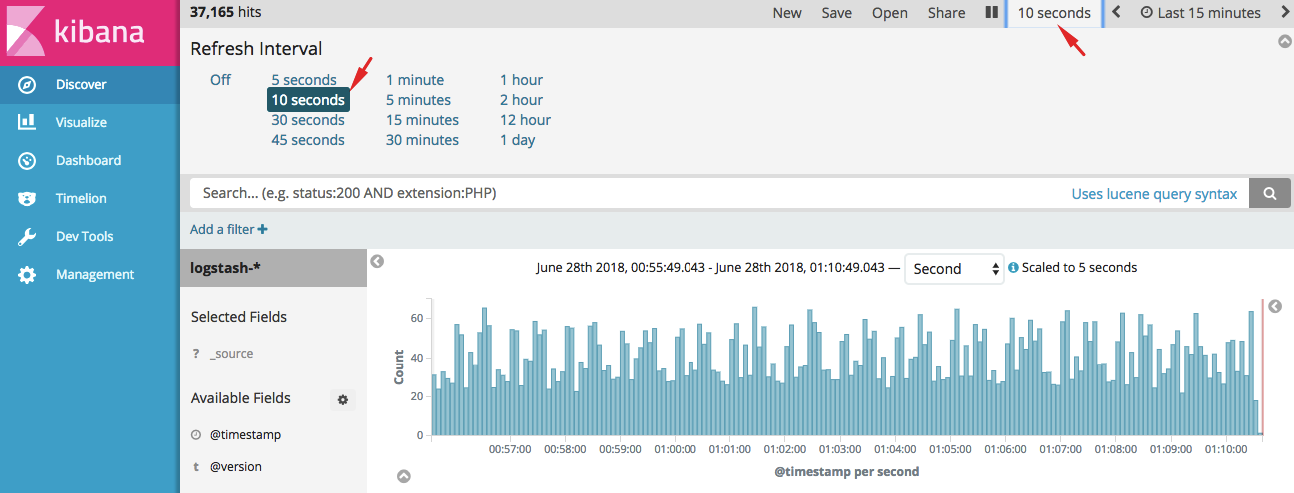 kibana
Discover
Visualize
Dashboard
Timelion
Dev Tools
Management
37,165 hits
New Save Open Share 10 seconds Last 15 minutes
Refresh Interval
Off 5 seconds 1 minute 1 hour
10 seconds 5 minutes 2 hour
30 seconds 15 minutes 12 hour
45 seconds 30 minutes 1 day
Search... (e.g. status:200 AND extension:PHP) Uses lucene query syntax
Add a filter +
logstash-*
Selected Fields
? _source
Available Fields
@timestamp
t @version
June 28th 2018, 00:55:49.043 - June 28th 2018, 01:10:49.043 — Second Scaled to 5 seconds
Count
60
40
20
0
00:57:00 00:58:00 00:59:00 01:00:00 01:01:00 01:02:00 01:03:00 01:04:00 01:05:00 01:06:00 01:07:00 01:08:00 01:09:00 01:10:00
@timestamp per second